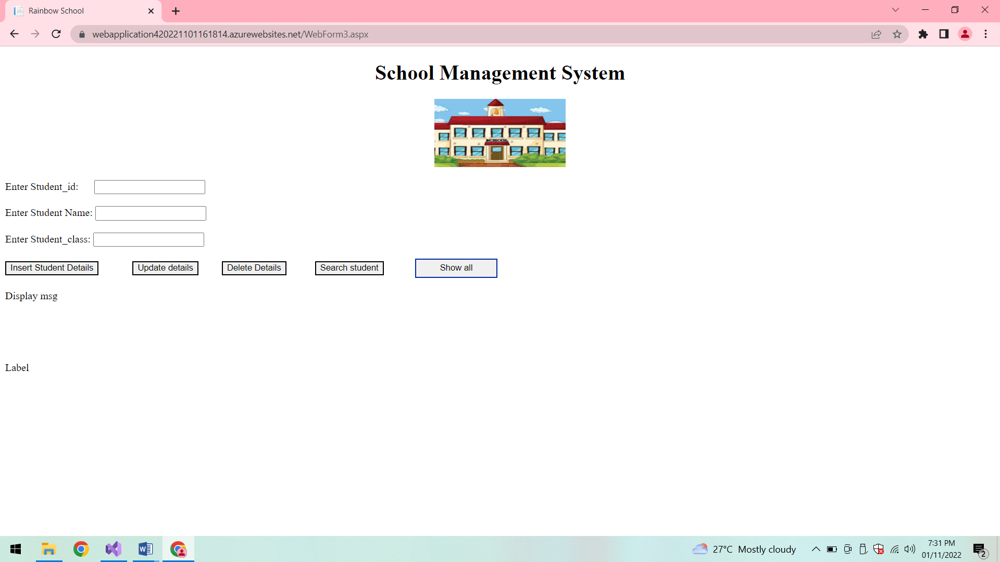 Rainbow School
webapplication420221101161814.azurewebsites.net/WebForm3.aspx
School Management System
SCHOOL
Enter Student_id:
Enter Student Name:
Enter Student_class:
Insert Student Details Update details Delete Details Search student Show all
Display msg
Label
27°C Mostly cloudy
7:31 PM
01/11/2022
2